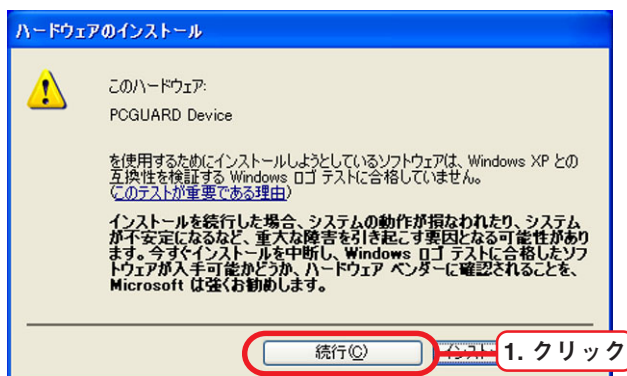 ハードウェアのインストール
このハードウェア:
PCGUARD Device
を使用するためにインストールしようとしているソフトウェアは、Windows XP との
互換性を検証する Windows ロゴ テストに合格していません。
(このテストが重要である理由)
インストールを続行した場合、システムの動作が損なわれたり、システム
が不安定になるなど、重大な障害を引き起こす要因となる可能性があり
ます。今すぐインストールを中断し、Windows ロゴ テストに合格したソフ
トウェアが入手可能かどうか、ハードウェア ベンダーに確認されることを、
Microsoft は強くお勧めします。
続行(C)
1. クリック